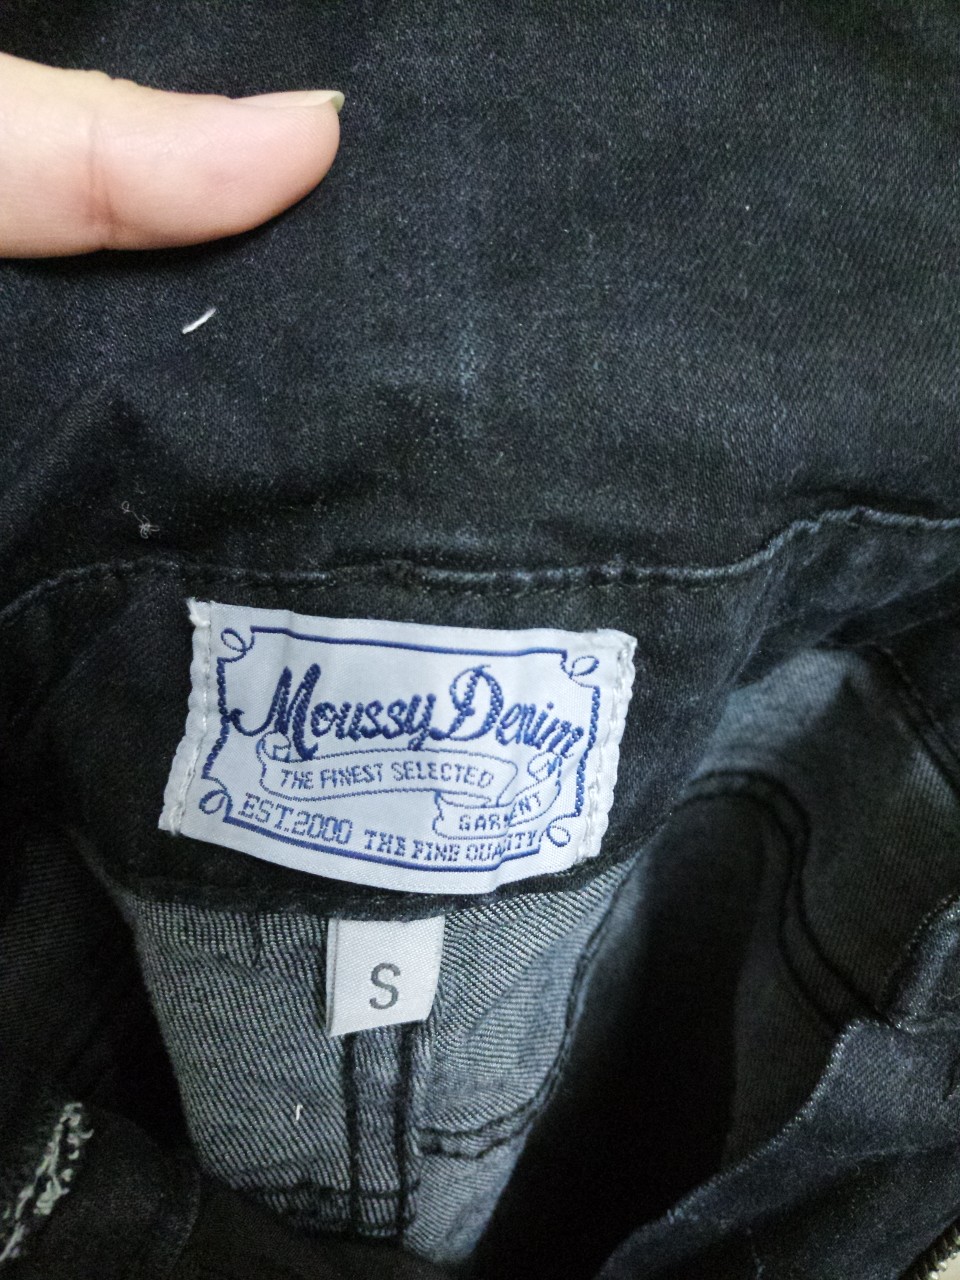 Moussy Denim
THE FINEST SELECTED
GARMENT
EST.2000 THE FINE QUALITY
S